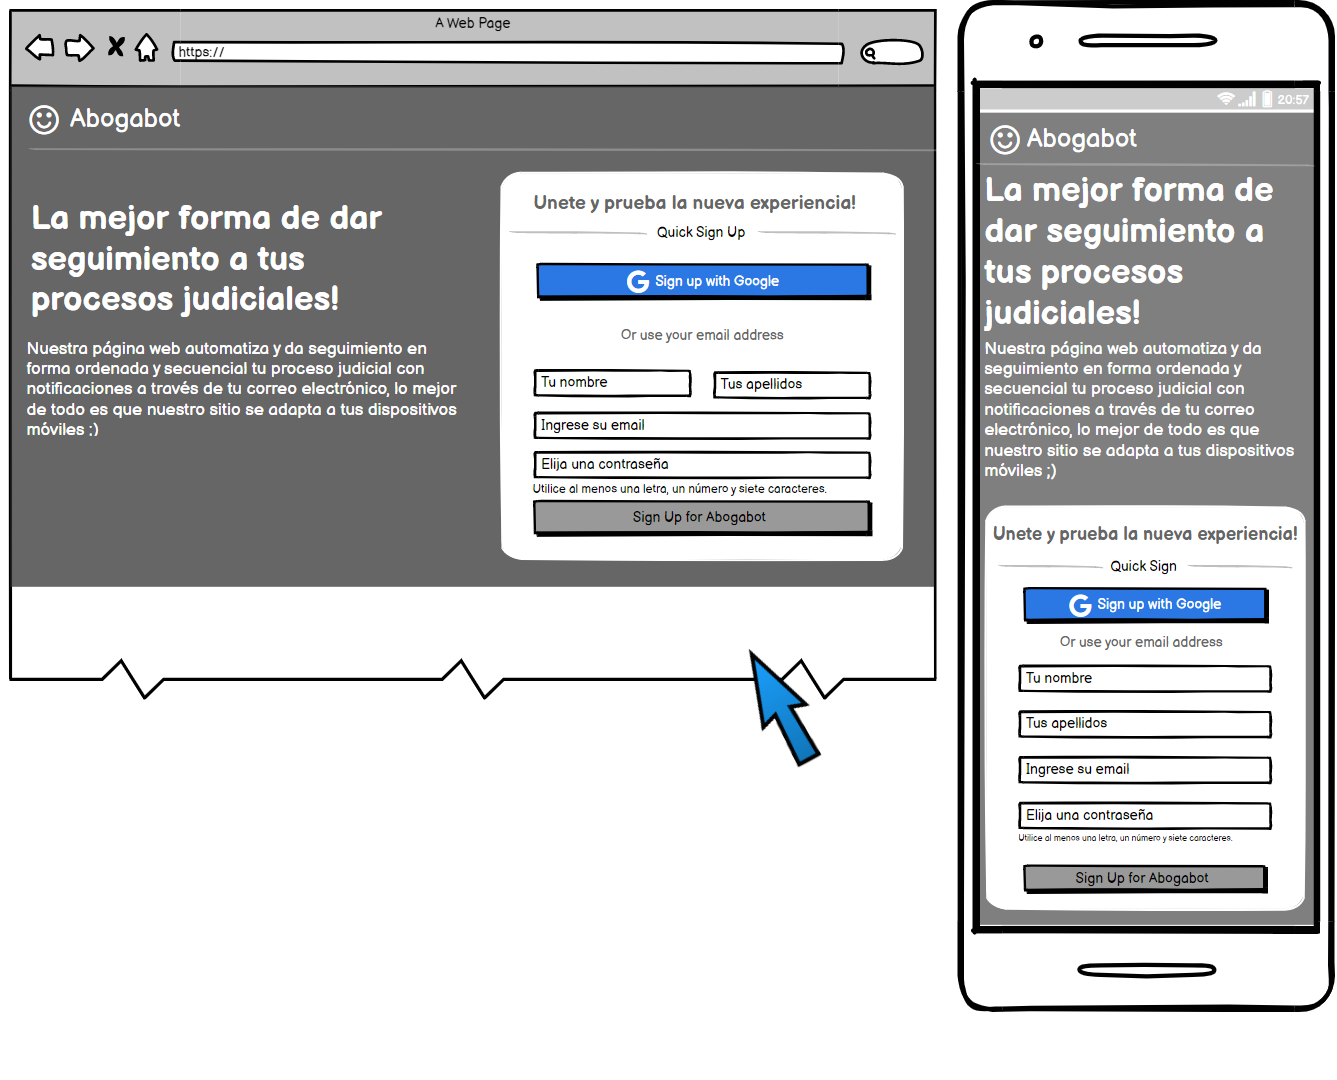 A Web Page
https://
Abogabot
La mejor forma de dar
seguimiento a tus
procesos judiciales!
Nuestra página web automatiza y da seguimiento en
forma ordenada y secuencial tu proceso judicial con
notificaciones a través de tu correo electrónico, lo mejor
de todo es que nuestro sitio se adapta a tus dispositivos
móviles ;)
Unete y prueba la nueva experiencia!
Quick Sign Up
Sign up with Google
Or use your email address
Tu nombre
Tus apellidos
Ingrese su email
Elija una contraseña
Utilice al menos una letra, un número y siete caracteres.
Sign Up for Abogabot
20:57
Abogabot
La mejor forma de
dar seguimiento a
tus procesos
judiciales!
Nuestra página web automatiza y da
seguimiento en forma ordenada y
secuencial tu proceso judicial con
notificaciones a través de tu correo
electrónico, lo mejor de todo es que
nuestro sitio se adapta a tus dispositivos
móviles ;)
Unete y prueba la nueva experiencia!
Quick Sign
Sign up with Google
Or use your email address
Tu nombre
Tus apellidos
Ingrese su email
Elija una contraseña
Utilice al menos una letra, un número y siete caracteres.
Sign Up for Abogabot